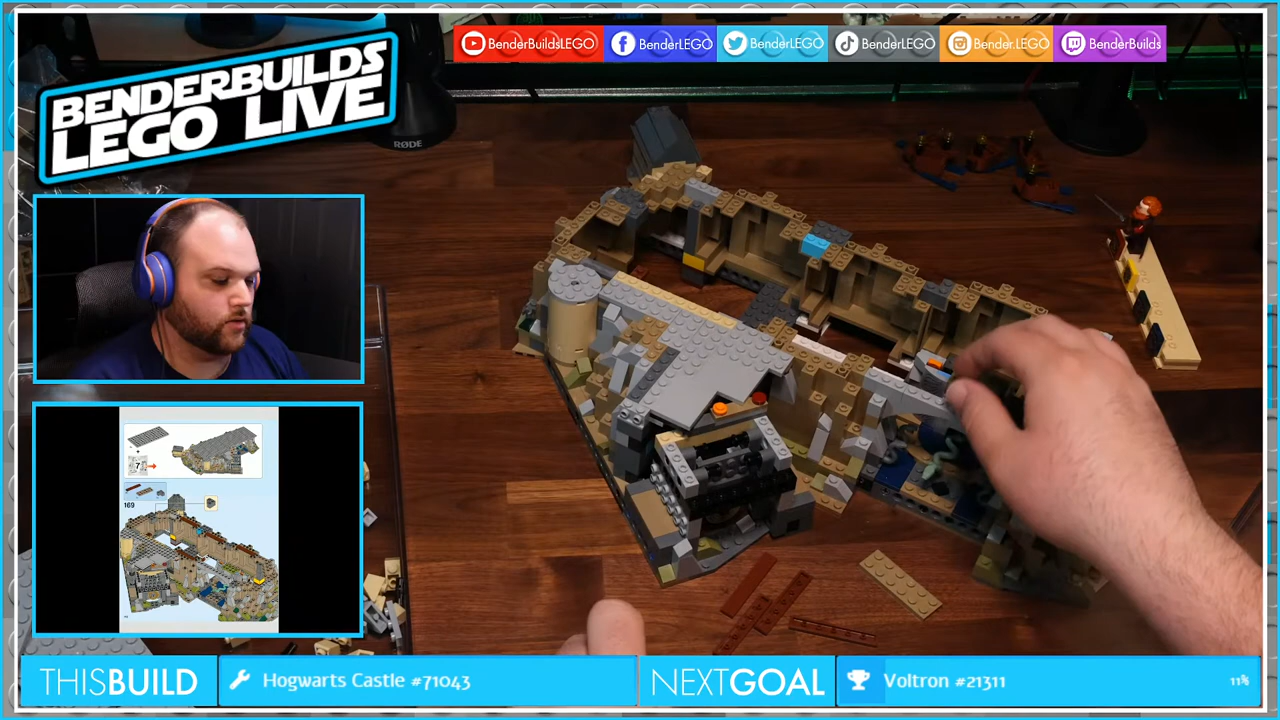 BENDERBUILDS
LEGO LIVE
BenderBuildsLEGO
BenderLEGO
BenderLEGO
BenderLEGO
Bender.LEGO
BenderBuilds
RØDE
7
169
THISBUILD
Hogwarts Castle #71043
NEXTGOAL
Voltron #21311
11%